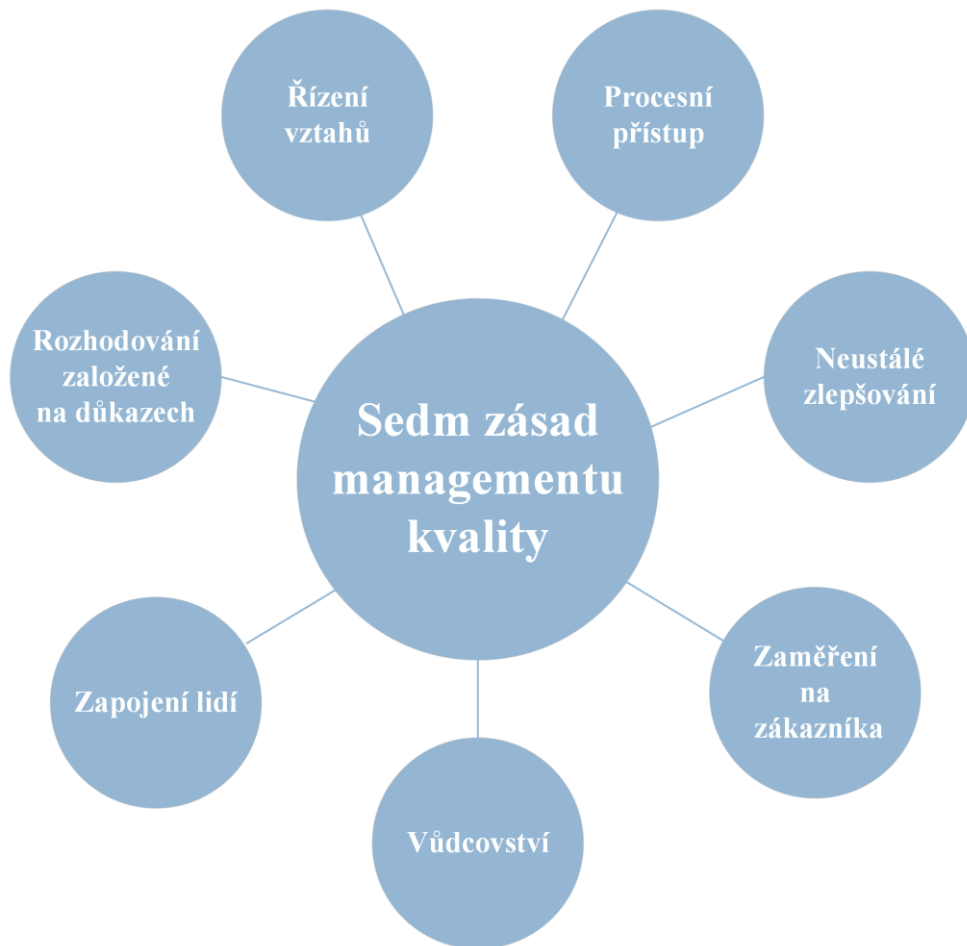 Řízení
vztahů
Procesní
přístup
Rozhodování
založené
na důkazech
Neustálé
zlepšování
Sedm zásad
managementu
kvality
Zapojení lidí
Zaměření
na
zákazníka
Vůdcovství